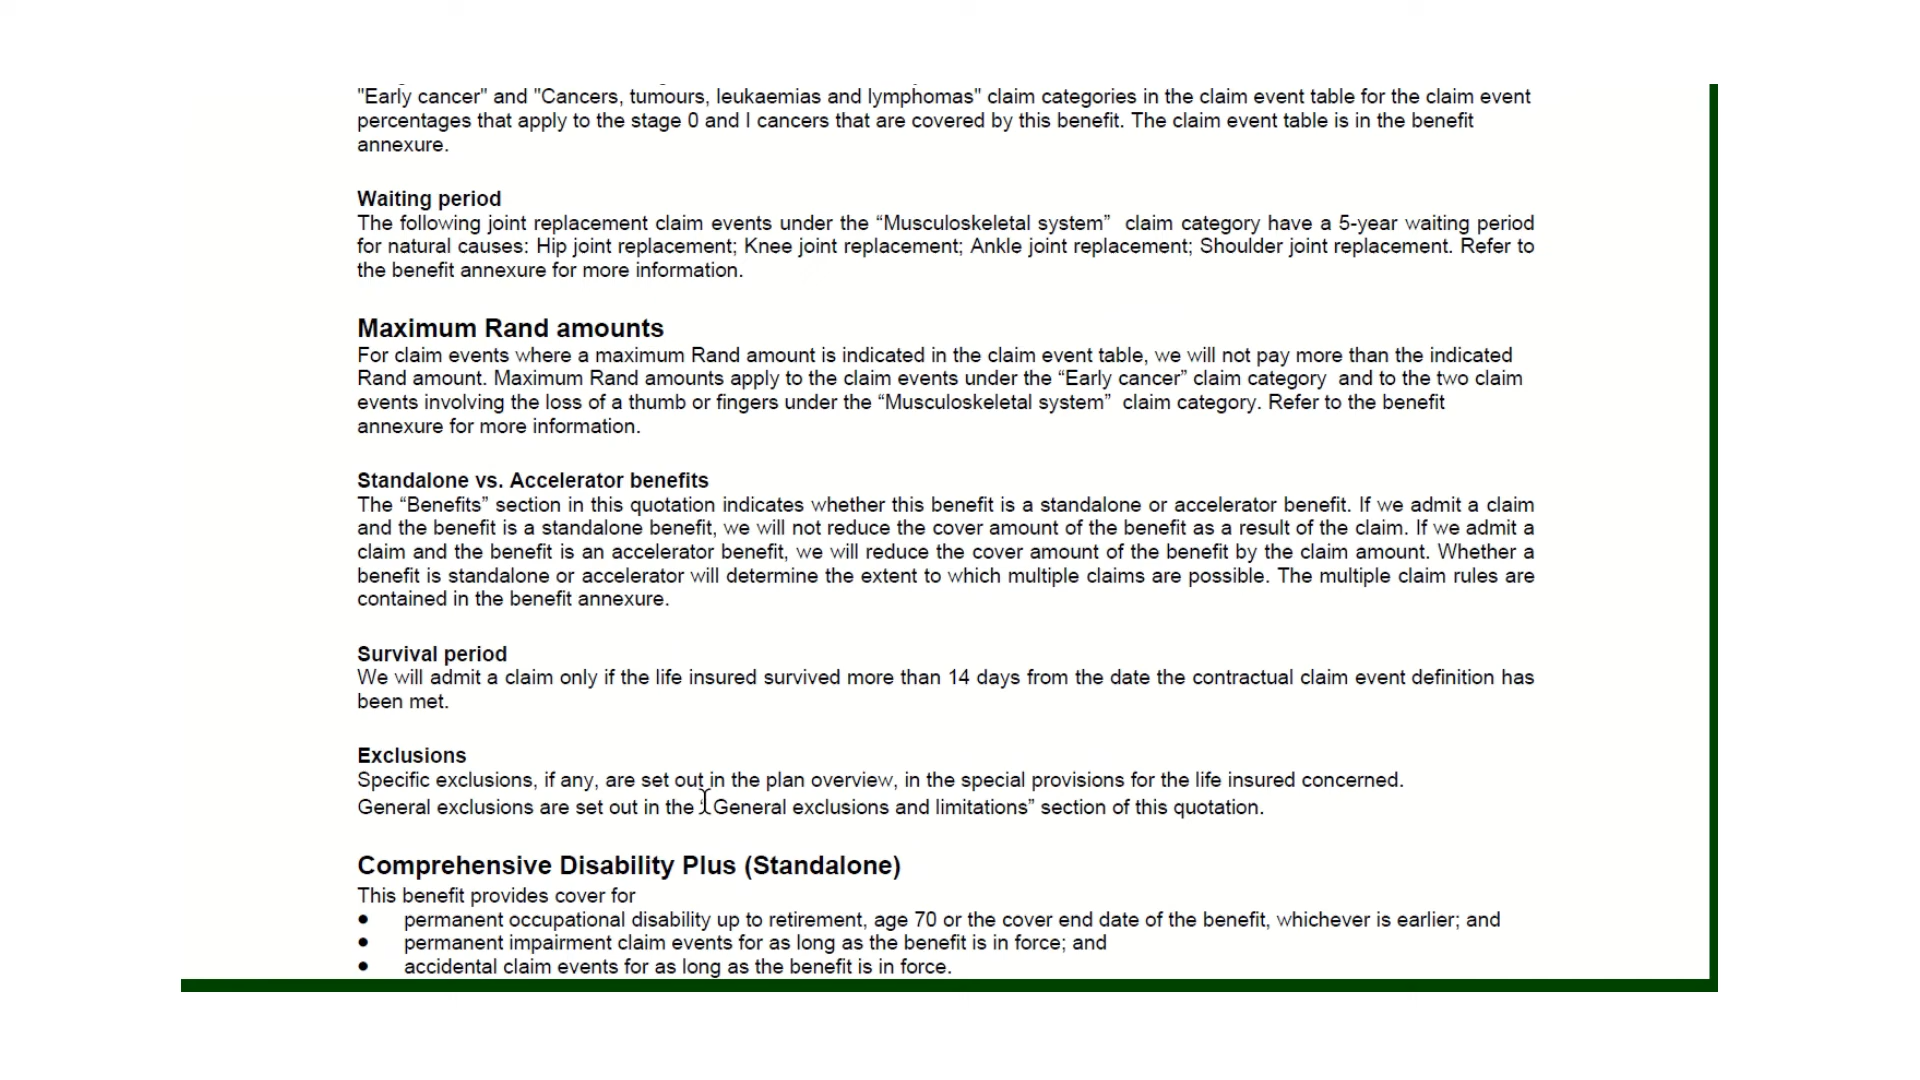 "Early cancer" and "Cancers, tumours, leukaemias and lymphomas" claim categories in the claim event table for the claim event
percentages that apply to the stage 0 and I cancers that are covered by this benefit. The claim event table is in the benefit
annexure.
Waiting period
The following joint replacement claim events under the “Musculoskeletal system” claim category have a 5-year waiting period
for natural causes: Hip joint replacement; Knee joint replacement; Ankle joint replacement; Shoulder joint replacement. Refer to
the benefit annexure for more information.
Maximum Rand amounts
For claim events where a maximum Rand amount is indicated in the claim event table, we will not pay more than the indicated
Rand amount. Maximum Rand amounts apply to the claim events under the “Early cancer” claim category and to the two claim
events involving the loss of a thumb or fingers under the “Musculoskeletal system” claim category. Refer to the benefit
annexure for more information.
Standalone vs. Accelerator benefits
The “Benefits” section in this quotation indicates whether this benefit is a standalone or accelerator benefit. If we admit a claim
and the benefit is a standalone benefit, we will not reduce the cover amount of the benefit as a result of the claim. If we admit a
claim and the benefit is an accelerator benefit, we will reduce the cover amount of the benefit by the claim amount. Whether a
benefit is standalone or accelerator will determine the extent to which multiple claims are possible. The multiple claim rules are
contained in the benefit annexure.
Survival period
We will admit a claim only if the life insured survived more than 14 days from the date the contractual claim event definition has
been met.
Exclusions
Specific exclusions, if any, are set out in the plan overview, in the special provisions for the life insured concerned.
General exclusions are set out in the “General exclusions and limitations” section of this quotation.
Comprehensive Disability Plus (Standalone)
This benefit provides cover for
● permanent occupational disability up to retirement, age 70 or the cover end date of the benefit, whichever is earlier; and
● permanent impairment claim events for as long as the benefit is in force; and
● accidental claim events for as long as the benefit is in force.